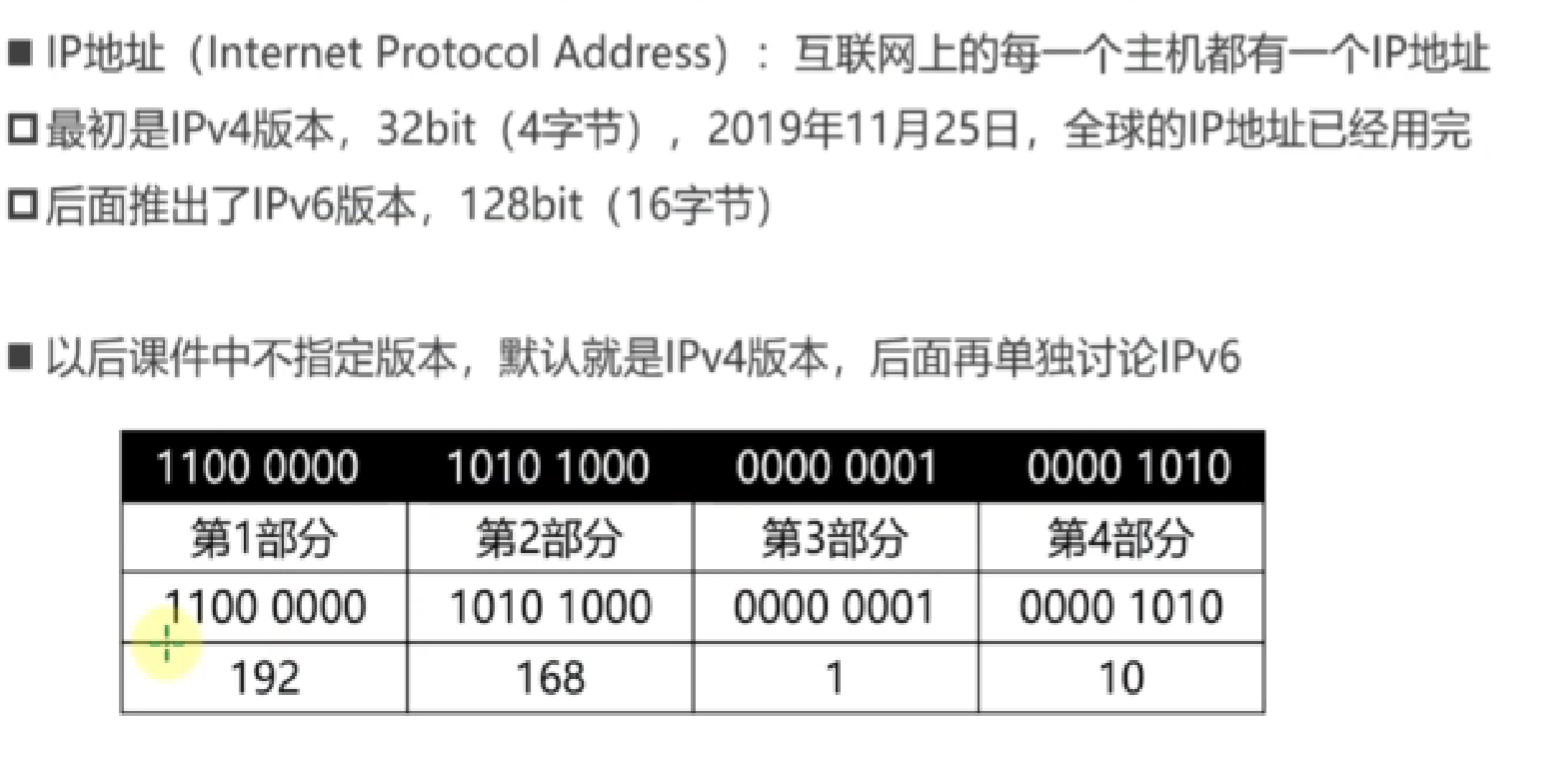 ■ IP地址（Internet Protocol Address）：互联网上的每一个主机都有一个IP地址
最初是IPv4版本，32bit（4字节），2019年11月25日，全球的IP地址已经用完
后面推出了IPv6版本，128bit（16字节）
■ 以后课件中不指定版本，默认就是IPv4版本，后面再单独讨论IPv6
1100 0000 1010 1000 0000 0001 0000 1010
第1部分 第2部分 第3部分 第4部分
1100 0000 1010 1000 0000 0001 0000 1010
192 168 1 10